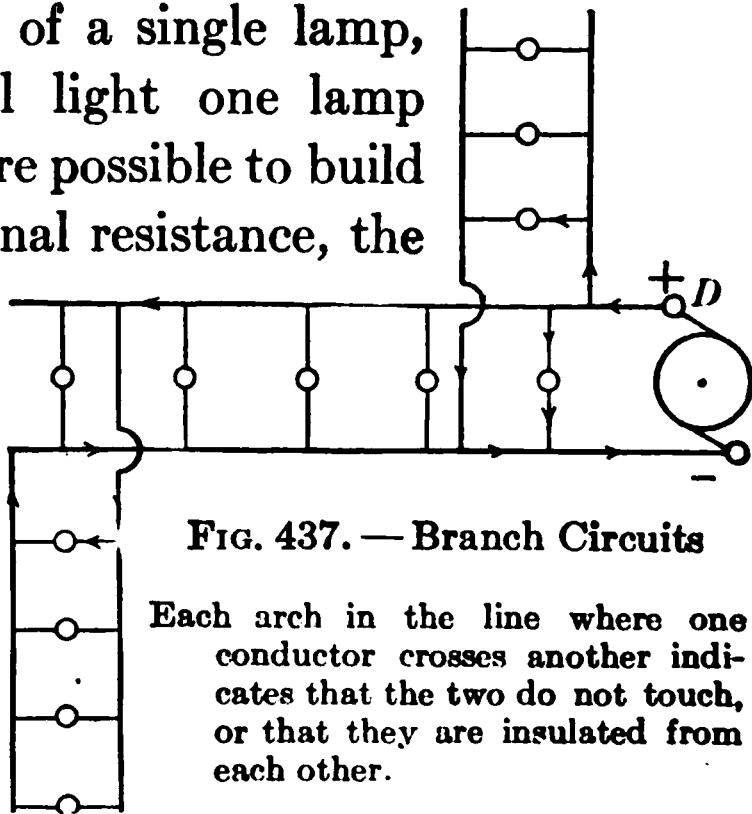 of a single lamp,
light one lamp
possible to build
resistance, the
+ D
-
FIG. 437. — Branch Circuits
Each arch in the line where one
conductor crosses another indi-
cates that the two do not touch,
or that they are insulated from
each other.